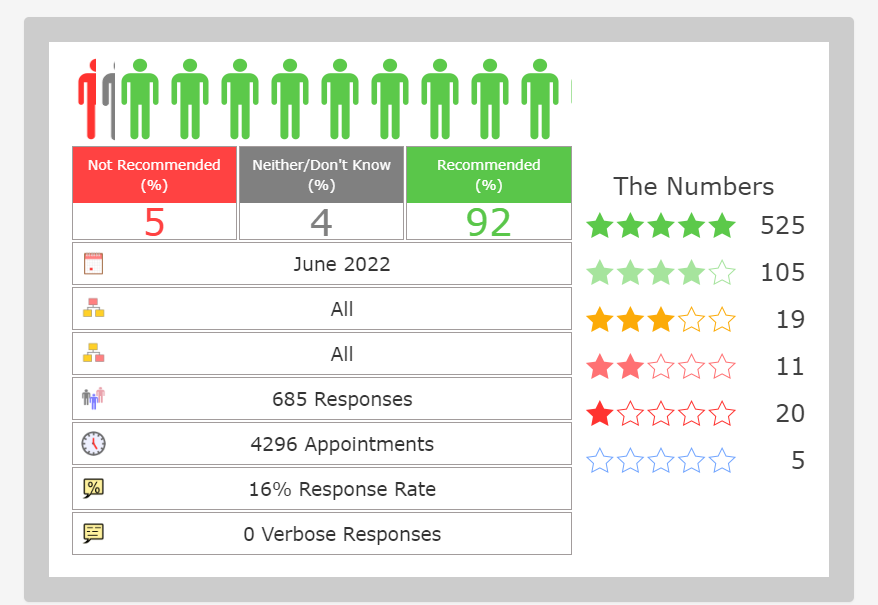 Not Recommended
(%)
Neither/Don't Know
(%)
Recommended
(%)
5
4
92
June 2022
All
All
685 Responses
4296 Appointments
%
16% Response Rate
0 Verbose Responses
The Numbers
525
105
19
11
20
5